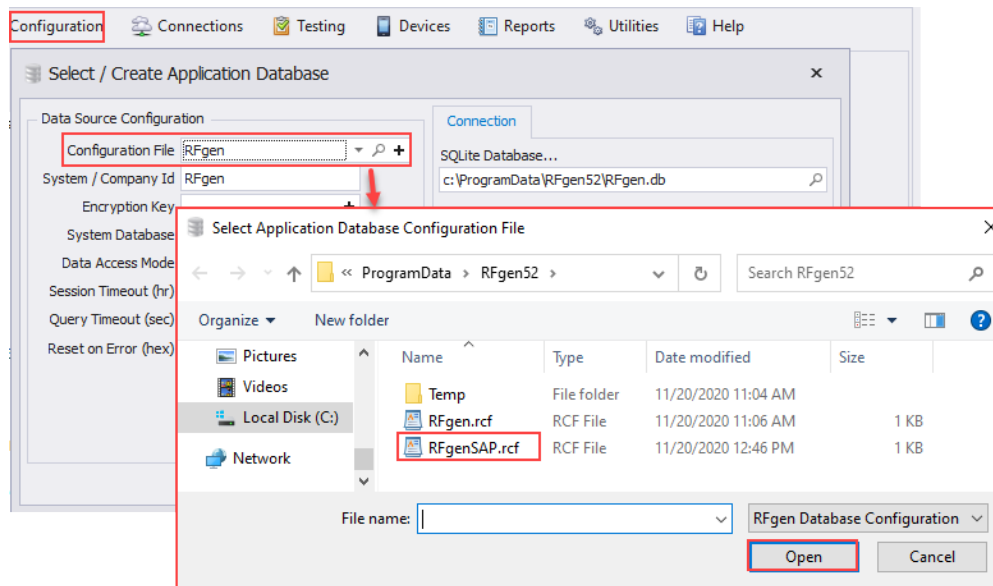 Configuration Connections Testing Devices Reports Utilities Help
Select / Create Application Database
Data Source Configuration
Configuration File RFgen
System / Company Id RFgen
Encryption Key
System Database
Data Access Mode
Session Timeout (hr)
Query Timeout (sec)
Reset on Error (hex)
Connection
SQLite Database...
c:\ProgramData\RFgen52\RFgen.db
Select Application Database Configuration File
« ProgramData > RFgen52 >
Search RFgen52
Organize New folder
Pictures
Videos
Local Disk (C:)
Network
Name Type Date modified Size
Temp File folder 11/20/2020 11:04 AM
RFgen.rcf RCF File 11/20/2020 11:06 AM 1 KB
RFgenSAP.rcf RCF File 11/20/2020 12:46 PM 1 KB
File name: RFgen Database Configuration
Open Cancel